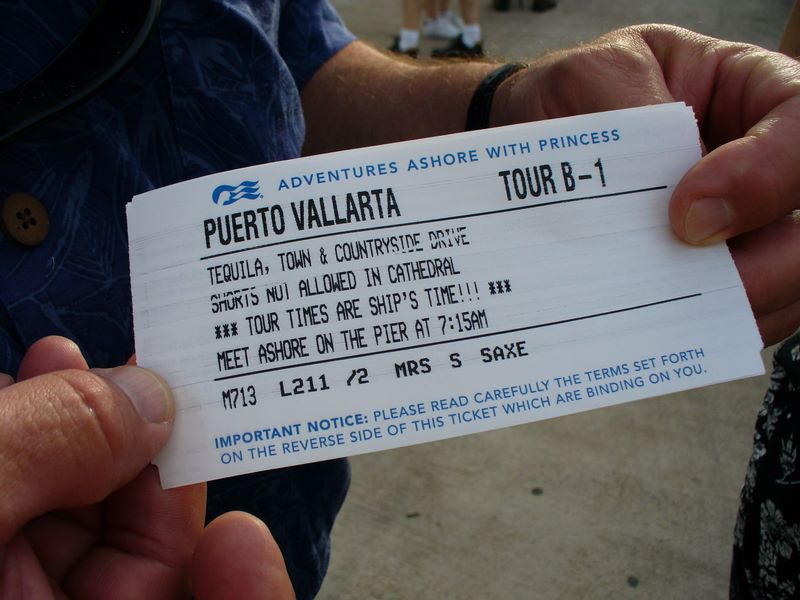 ADVENTURES ASHORE WITH PRINCESS
PUERTO VALLARTA TOUR B-1
TEQUILA, TOWN & COUNTRYSIDE DRIVE
SHORTS NOT ALLOWED IN CATHEDRAL
*** TOUR TIMES ARE SHIP'S TIME!!! ***
MEET ASHORE ON THE PIER AT 7:15AM
M713 L211 /2 MRS S SAXE
IMPORTANT NOTICE: PLEASE READ CAREFULLY THE TERMS SET FORTH
ON THE REVERSE SIDE OF THIS TICKET WHICH ARE BINDING ON YOU.